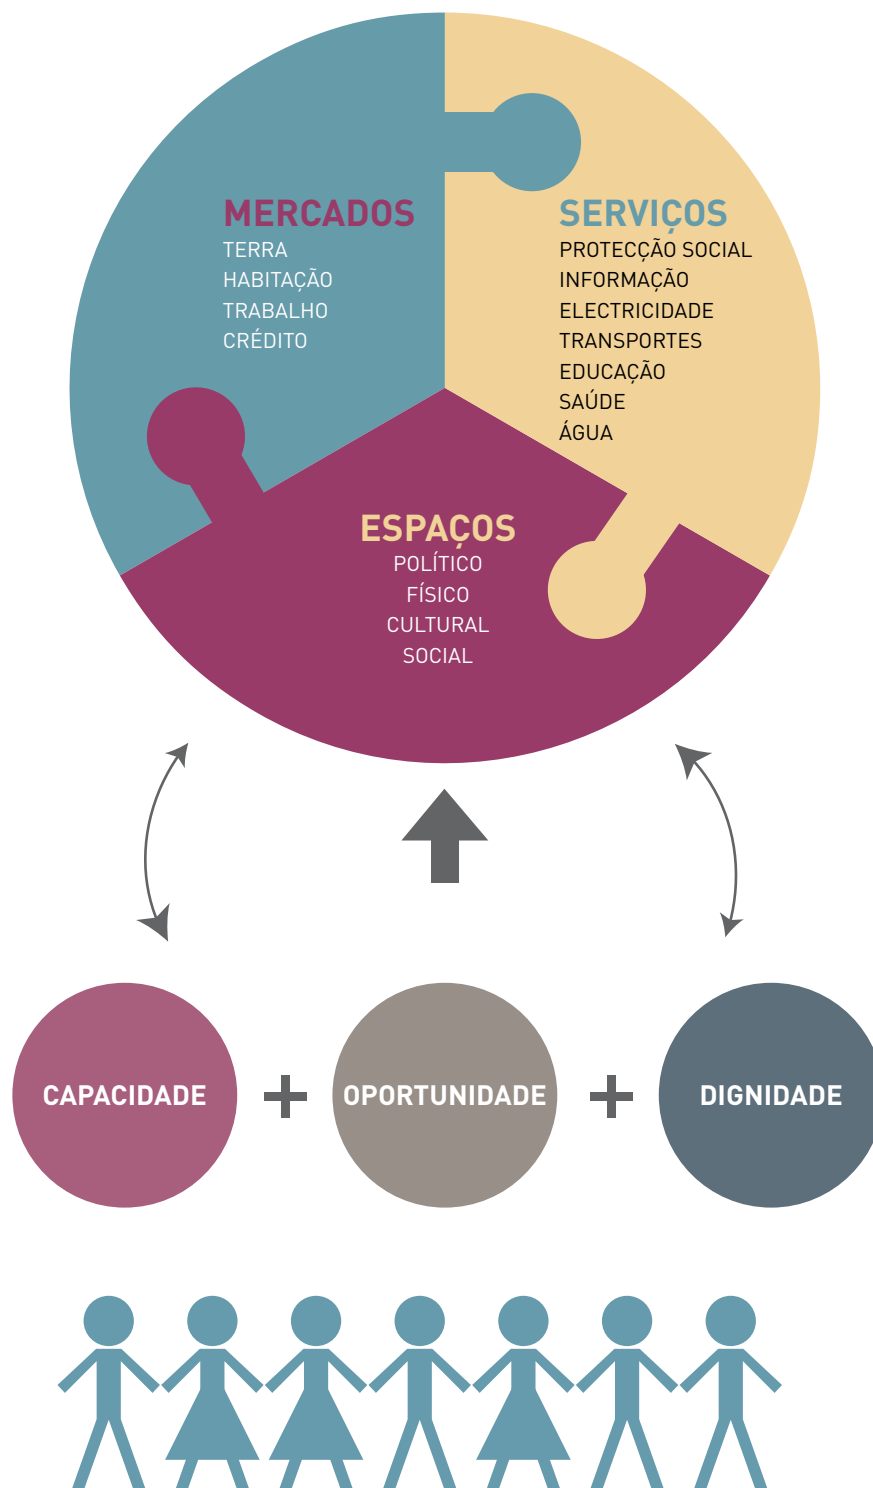 MERCADOS
TERRA
HABITAÇÃO
TRABALHO
CRÉDITO
SERVIÇOS
PROTECÇÃO SOCIAL
INFORMAÇÃO
ELECTRICIDADE
TRANSPORTES
EDUCAÇÃO
SAÚDE
ÁGUA
ESPAÇOS
POLÍTICO
FÍSICO
CULTURAL
SOCIAL
CAPACIDADE + OPORTUNIDADE + DIGNIDADE